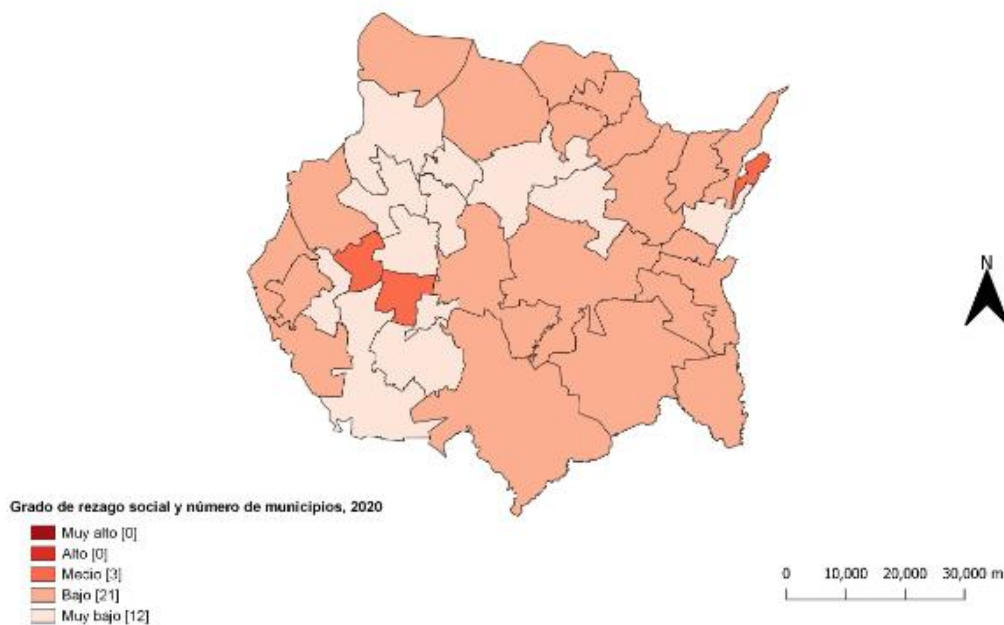 N
Grado de rezago social y número de municipios, 2020
Muy alto [0]
Alto [0]
Medio [3]
Bajo [21]
Muy bajo [12]
0 10,000 20,000 30,000 m